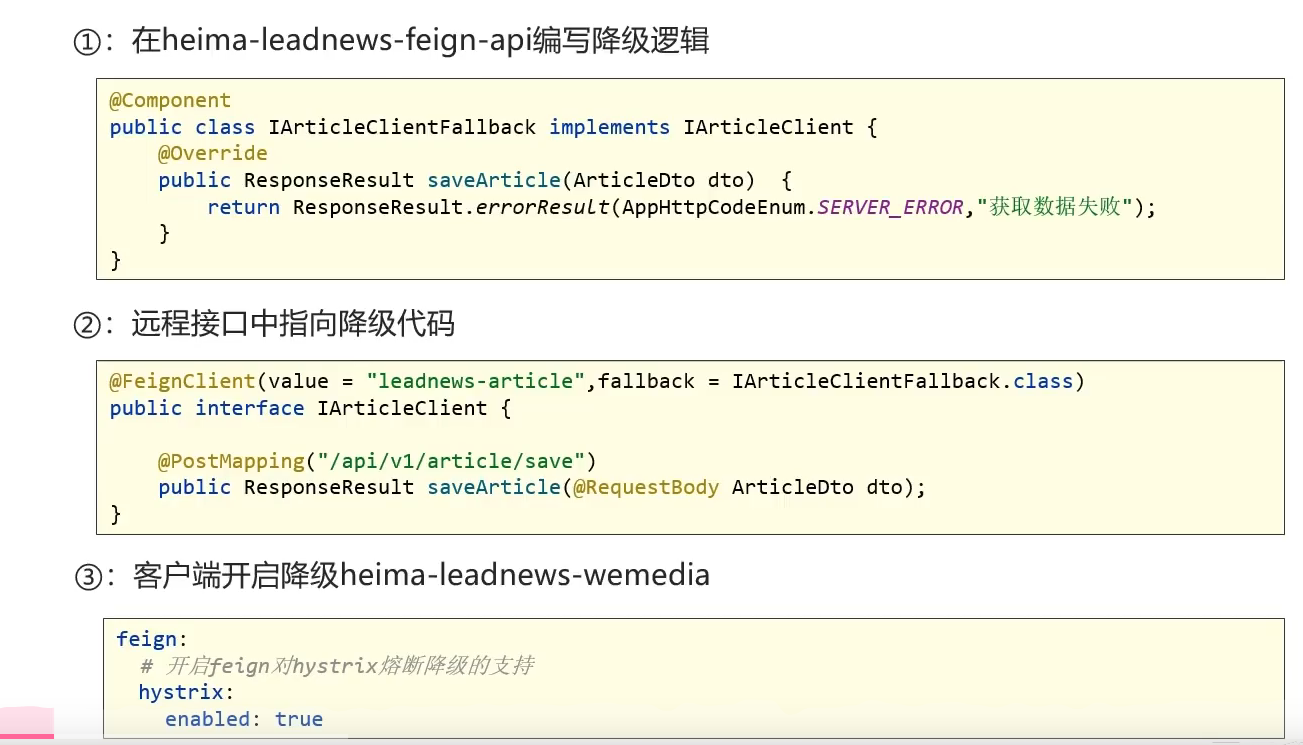 ①：在heima-leadnews-feign-api编写降级逻辑
@Component
public class IArticleClientFallback implements IArticleClient {
    @Override
    public ResponseResult saveArticle(ArticleDto dto)  {
        return ResponseResult.errorResult(AppHttpCodeEnum.SERVER_ERROR,"获取数据失败");
    }
}
②：远程接口中指向降级代码
@FeignClient(value = "leadnews-article",fallback = IArticleClientFallback.class)
public interface IArticleClient {
    @PostMapping("/api/v1/article/save")
    public ResponseResult saveArticle(@RequestBody ArticleDto dto);
}
③：客户端开启降级heima-leadnews-wemedia
feign:
  # 开启feign对hystrix熔断降级的支持
  hystrix:
    enabled: true